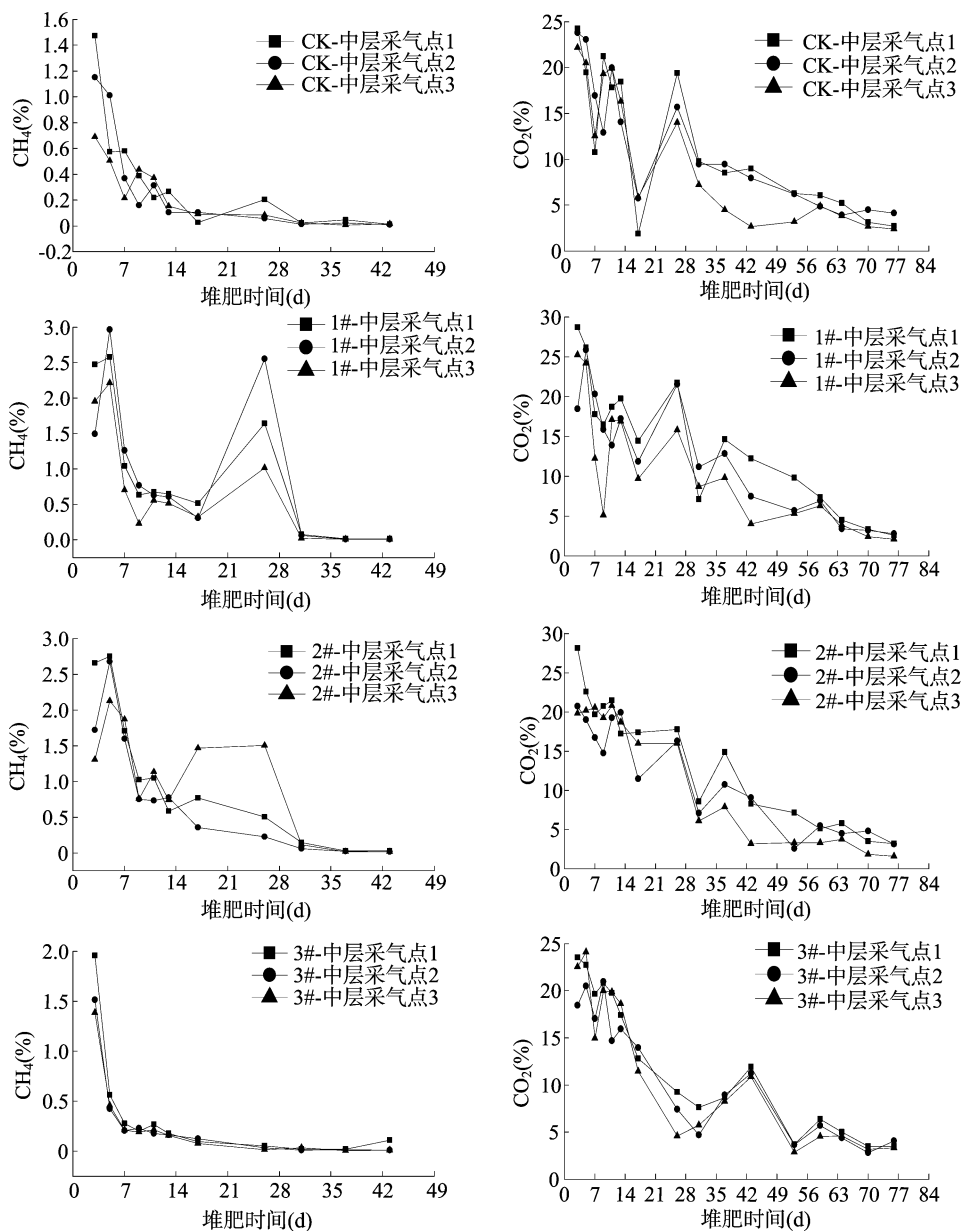 CH₄(%)
1.6
1.4
1.2
1.0
0.8
0.6
0.4
0.2
0
-0.2
CK-中层采气点1
CK-中层采气点2
CK-中层采气点3
0 7 14 21 28 35 42 49
堆肥时间(d)
CO₂(%)
25
20
15
10
5
0
CK-中层采气点1
CK-中层采气点2
CK-中层采气点3
0 7 14 21 28 35 42 49 56 63 70 77 84
堆肥时间(d)
CH₄(%)
3.0
2.5
2.0
1.5
1.0
0.5
0.0
1#-中层采气点1
1#-中层采气点2
1#-中层采气点3
0 7 14 21 28 35 42 49
堆肥时间(d)
CO₂(%)
30
25
20
15
10
5
0
1#-中层采气点1
1#-中层采气点2
1#-中层采气点3
0 7 14 21 28 35 42 49 56 63 70 77 84
堆肥时间(d)
CH₄(%)
3.0
2.5
2.0
1.5
1.0
0.5
0
2#-中层采气点1
2#-中层采气点2
2#-中层采气点3
0 7 14 21 28 35 42 49
堆肥时间(d)
CO₂(%)
30
25
20
15
10
5
0
2#-中层采气点1
2#-中层采气点2
2#-中层采气点3
0 7 14 21 28 35 42 49 56 63 70 77 84
堆肥时间(d)
CH₄(%)
2.0
1.5
1.0
0.5
0
3#-中层采气点1
3#-中层采气点2
3#-中层采气点3
0 7 14 21 28 35 42 49
堆肥时间(d)
CO₂(%)
25
20
15
10
5
0
3#-中层采气点1
3#-中层采气点2
3#-中层采气点3
0 7 14 21 28 35 42 49 56 63 70 77 84
堆肥时间(d)